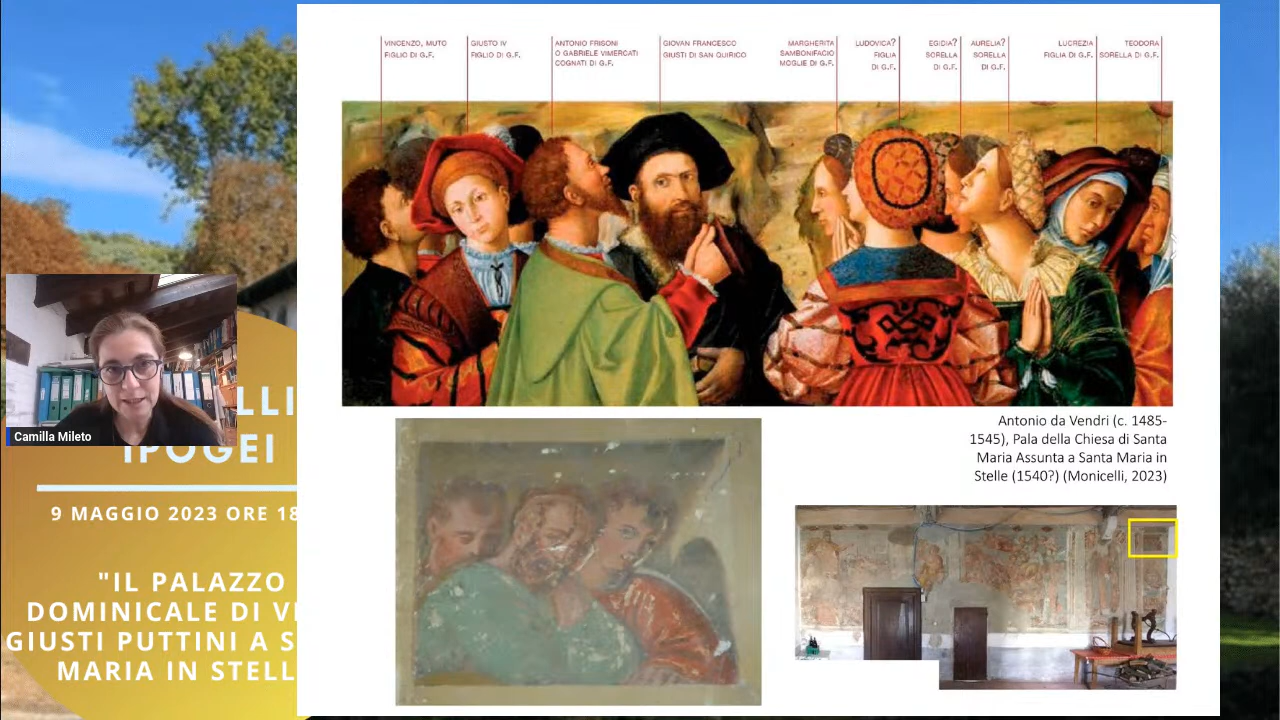 VINCENZO, MUTO
FIGLIO DI G.F.
GIUSTO IV
FIGLIO DI G.F.
ANTONIO FRISONI
O GABRIELE VIMERCATI
COGNATI DI G.F.
GIOVAN FRANCESCO
GIUSTI DI SAN QUIRICO
MARGHERITA
SAMBONIFACIO
MOGLIE DI G.F.
LUDOVICA?
FIGLIA
DI G.F.
EGIDIA?
SORELLA
DI G.F.
AURELIA?
SORELLA
DI G.F.
LUCREZIA
FIGLIA DI G.F.
TEODORA
SORELLA DI G.F.
Antonio da Vendri (c. 1485-
1545), Pala della Chiesa di Santa
Maria Assunta a Santa Maria in
Stelle (1540?) (Monicelli, 2023)
Camilla Mileto
LLI
IPOGEI
9 MAGGIO 2023 ORE 18
"IL PALAZZO
DOMINICALE DI VI
GIUSTI PUTTINI A S
MARIA IN STELL